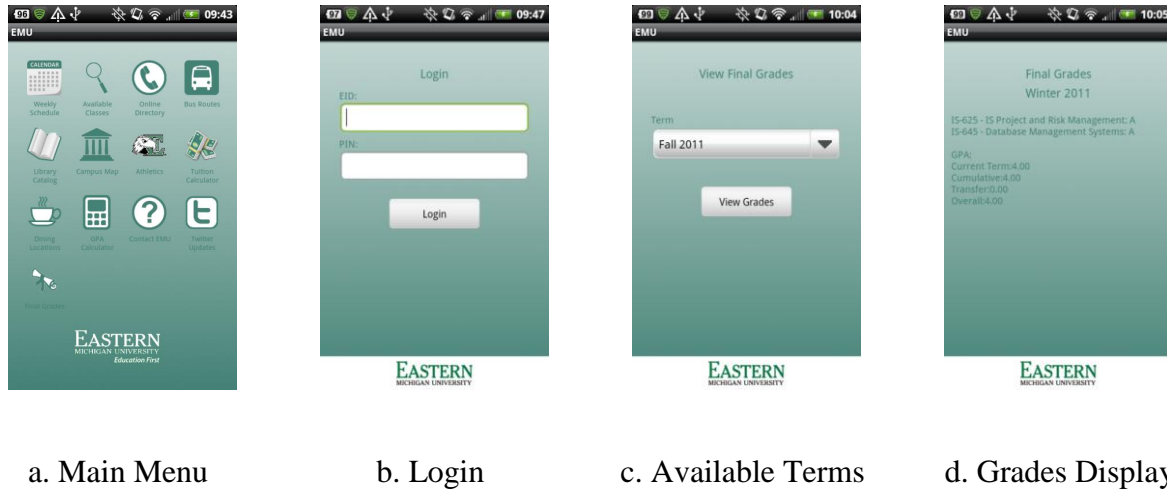 96 09:43
EMU
CALENDAR
Weekly Schedule
Available Classes
Online Directory
Bus Routes
Library Catalog
Campus Map
Athletics
Tuition Calculator
Dining Locations
GPA Calculator
Contact EMU
Twitter Updates
Final Grades
EASTERN
MICHIGAN UNIVERSITY
Education First
a. Main Menu
97 09:47
EMU
Login
EID:
PIN:
Login
EASTERN
MICHIGAN UNIVERSITY
b. Login
99 10:04
EMU
View Final Grades
Term
Fall 2011
View Grades
EASTERN
MICHIGAN UNIVERSITY
c. Available Terms
99 10:05
EMU
Final Grades
Winter 2011
IS-625 - IS Project and Risk Management: A
IS-645 - Database Management Systems: A
GPA:
Current Term:4.00
Cumulative:4.00
Transfer:0.00
Overall:4.00
EASTERN
MICHIGAN UNIVERSITY
d. Grades Display